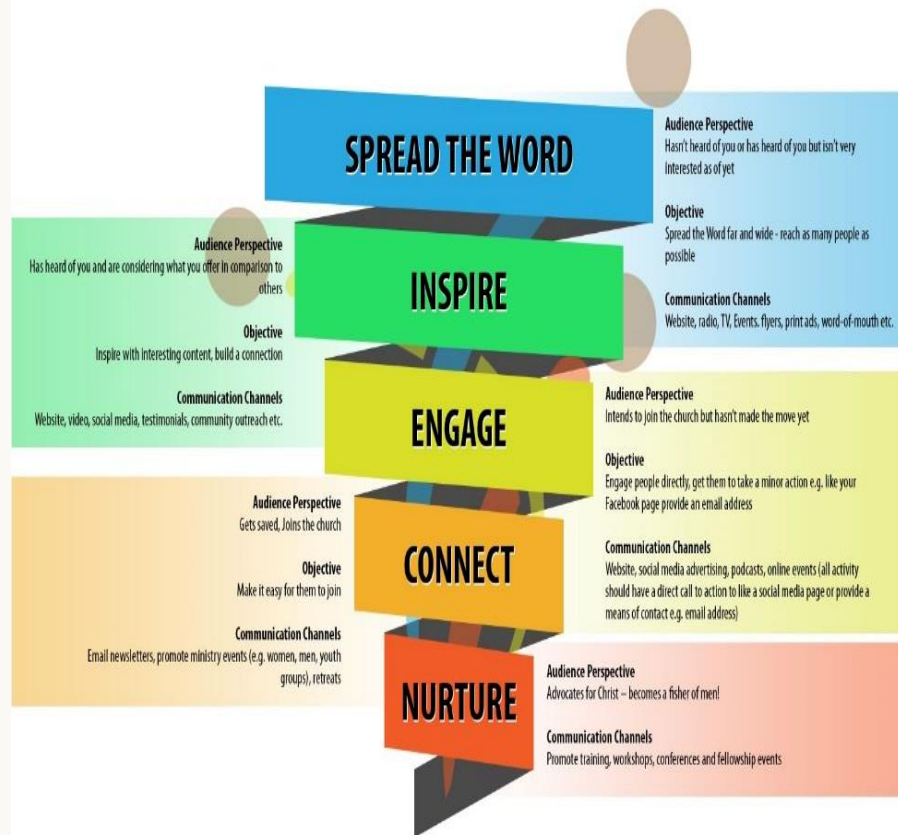 SPREAD THE WORD
Audience Perspective
Hasn't heard of you or has heard of you but isn't very
interested as of yet
Objective
Spread the Word far and wide - reach as many people as
possible
Communication Channels
Website, radio, TV, Events. flyers, print ads, word-of-mouth etc.
INSPIRE
Audience Perspective
Has heard of you and are considering what you offer in comparison to
others
Objective
Inspire with interesting content, build a connection
Communication Channels
Website, video, social media, testimonials, community outreach etc.
ENGAGE
Audience Perspective
Intends to join the church but hasn't made the move yet
Objective
Engage people directly, get them to take a minor action e.g. like your
Facebook page provide an email address
Communication Channels
Website, social media advertising, podcasts, online events (all activity
should have a direct call to action to like a social media page or provide a
means of contact e.g. email address)
CONNECT
Audience Perspective
Gets saved, Joins the church
Objective
Make it easy for them to join
Communication Channels
Email newsletters, promote ministry events (e.g. women, men, youth
groups), retreats
NURTURE
Audience Perspective
Advocates for Christ – becomes a fisher of men!
Communication Channels
Promote training, workshops, conferences and fellowship events